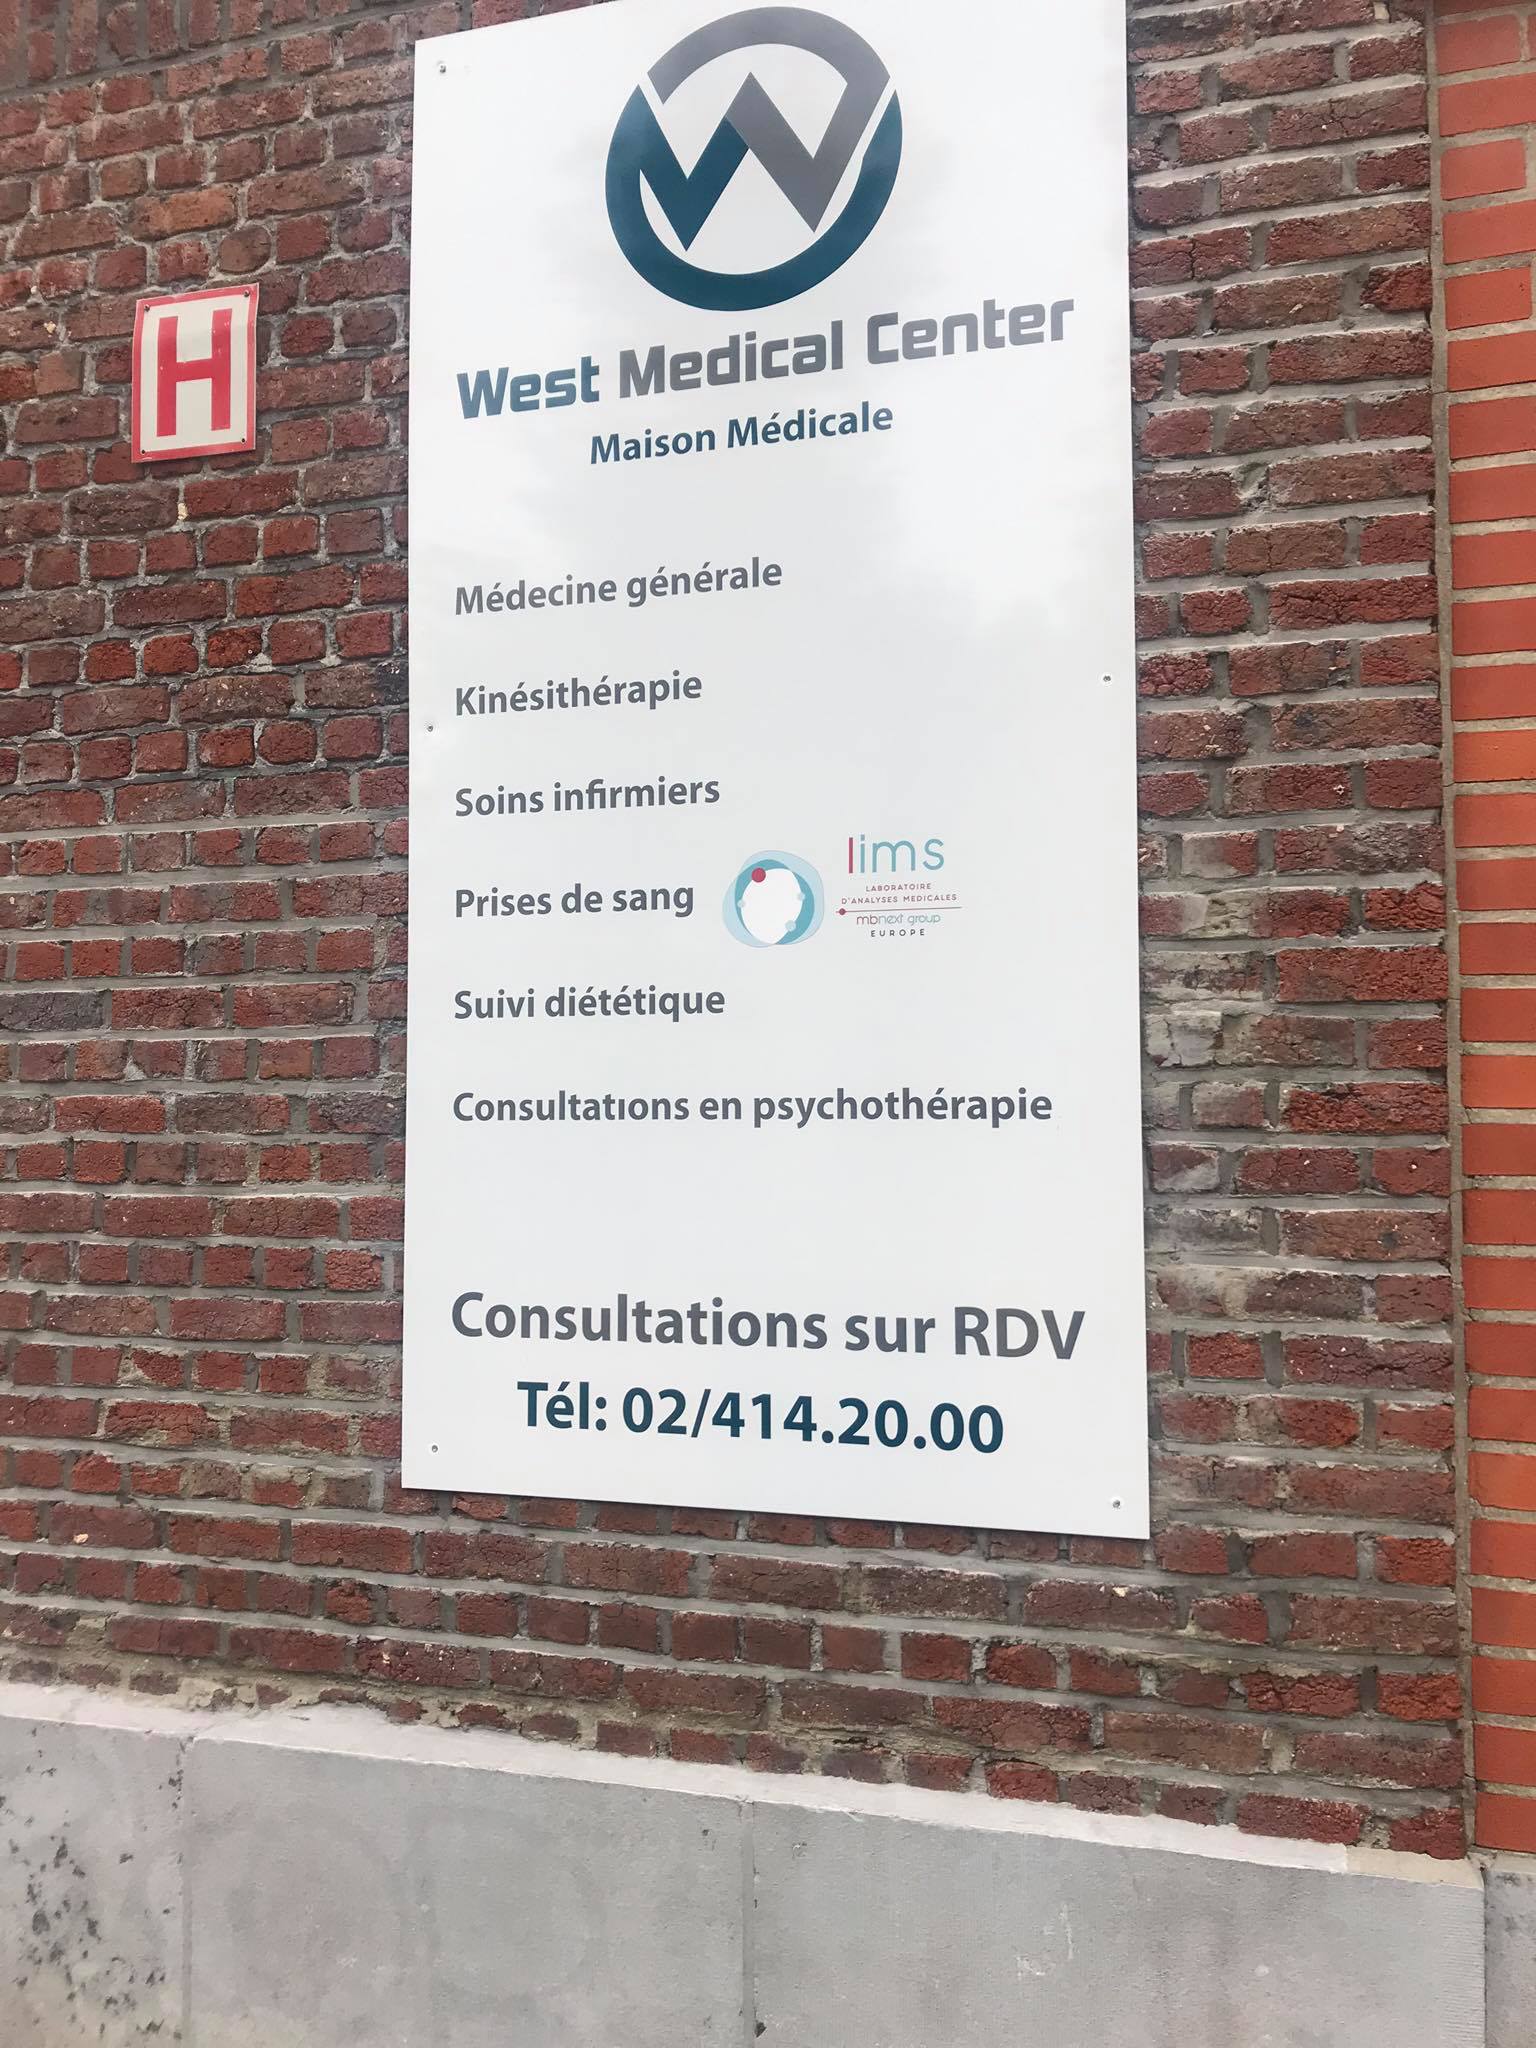 H
West Medical Center
Maison Médicale
Médecine générale
Kinésithérapie
Soins infirmiers
Prises de sang
lims
LABORATOIRE
D'ANALYSES MEDICALES
mbnext group
EUROPE
Suivi diététique
Consultations en psychothérapie
Consultations sur RDV
Tél: 02/414.20.00